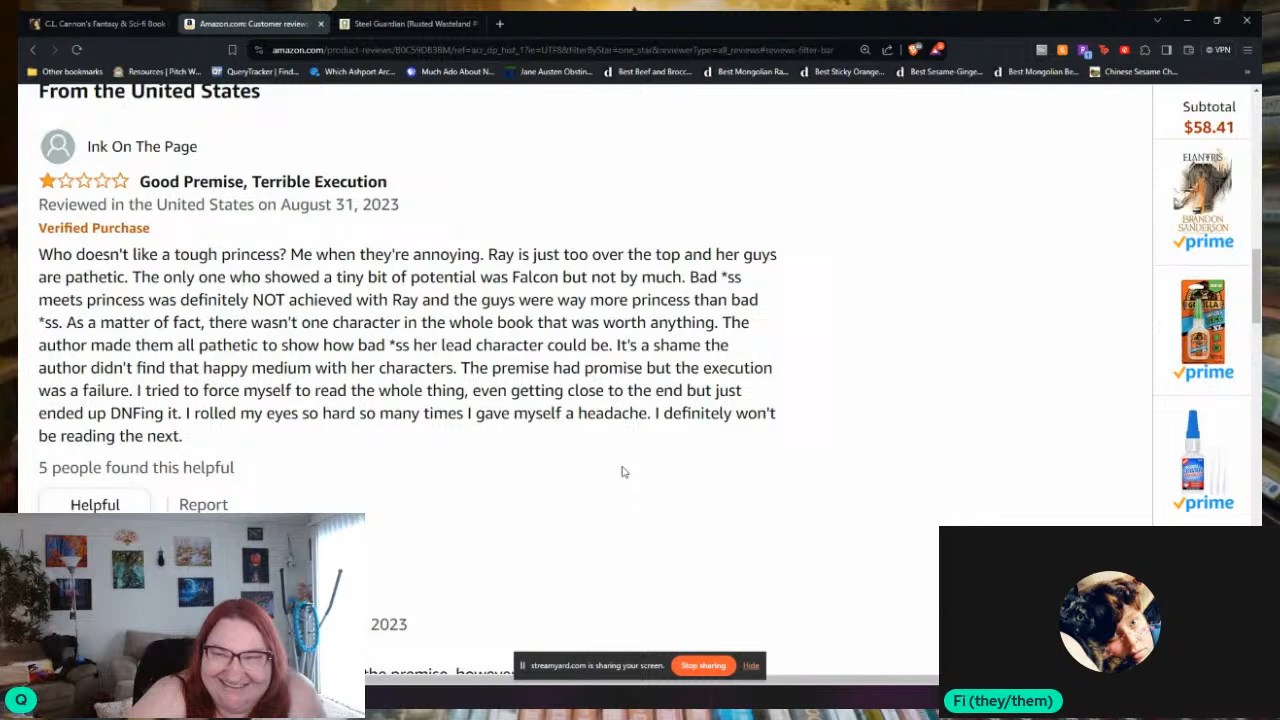 C.L. Cannon's Fantasy & Sci-fi Book
Amazon.com: Customer review
Steel Guardian (Rusted Wasteland
amazon.com/product-reviews/B0C59DB3BM/ref=acr_dp_hist_1?ie=UTF8&filterByStar=one_star&reviewerType=all_reviews#reviews-filter-bar
VPN
Other bookmarks
Resources | Pitch W...
QueryTracker | Find...
Which Ashport Arc...
Much Ado About N...
Jane Austen Obstin...
Best Beef and Brocc...
Best Mongolian Ra...
Best Sticky Orange...
Best Sesame-Ginge...
Best Mongolian Be...
Chinese Sesame Ch...
From the United States
Ink On The Page
Good Premise, Terrible Execution
Reviewed in the United States on August 31, 2023
Verified Purchase
Who doesn't like a tough princess? Me when they're annoying. Ray is just too over the top and her guys
are pathetic. The only one who showed a tiny bit of potential was Falcon but not by much. Bad *ss
meets princess was definitely NOT achieved with Ray and the guys were way more princess than bad
*ss. As a matter of fact, there wasn't one character in the whole book that was worth anything. The
author made them all pathetic to show how bad *ss her lead character could be. It's a shame the
author didn't find that happy medium with her characters. The premise had promise but the execution
was a failure. I tried to force myself to read the whole thing, even getting close to the end but just
ended up DNFing it. I rolled my eyes so hard so many times I gave myself a headache. I definitely won't
be reading the next.
5 people found this helpful
Helpful
Report
2023
the premise, however
Subtotal
$58.41
ELANTRIS
BRANDON
SANDERSON
prime
GORILLA
prime
prime
streamyard.com is sharing your screen.
Stop sharing
Hide
Q
Fi (they/them)